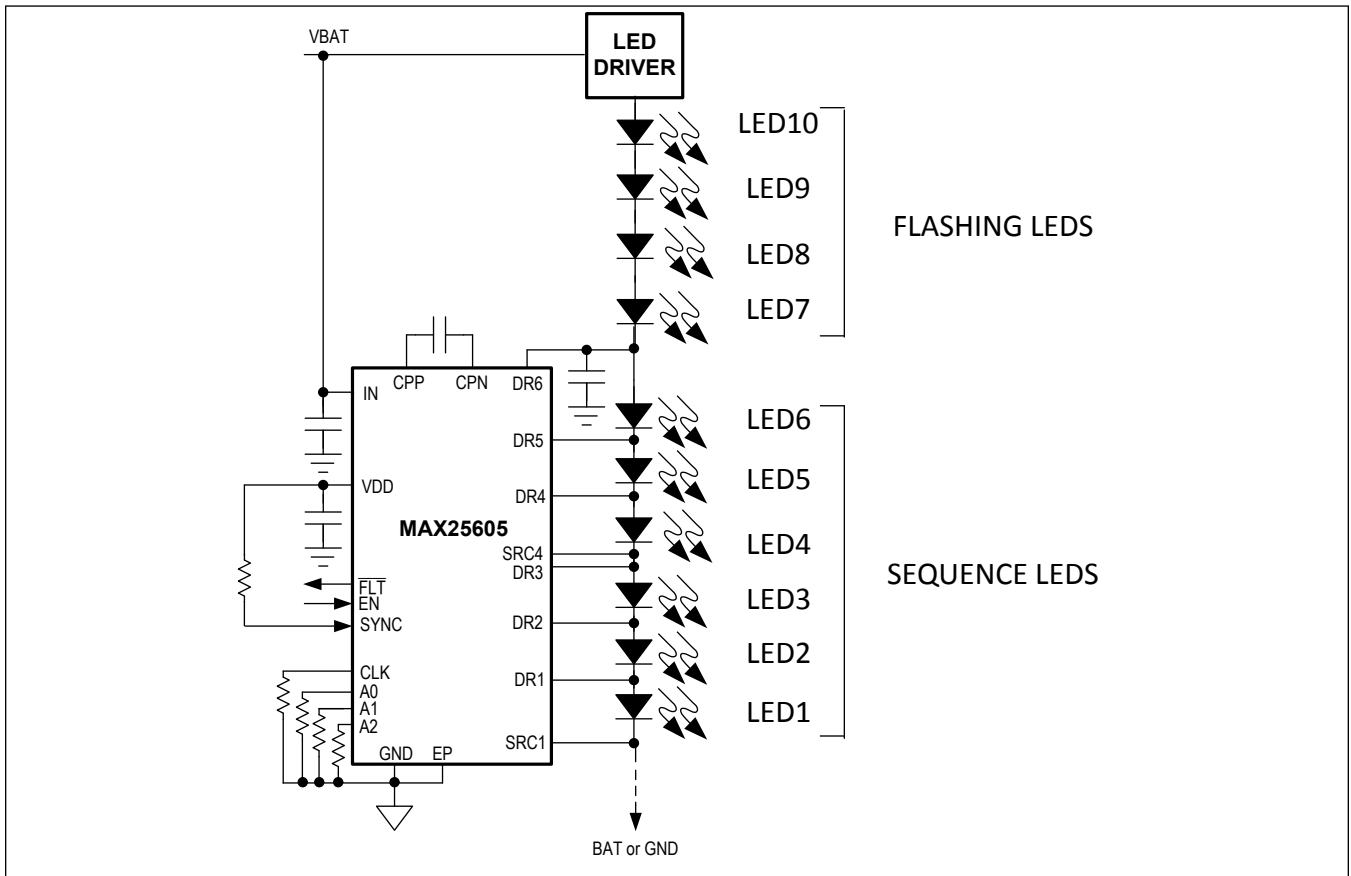 VBAT
LED
DRIVER
LED10
LED9
FLASHING LEDS
LED8
LED7
CPP
CPN
DR6
IN
LED6
DR5
LED5
VDD
DR4
MAX25605
LED4
SRC4
DR3
SEQUENCE LEDS
FLT
EN
LED3
SYNC
DR2
LED2
CLK
DR1
A0
A1
LED1
A2
SRC1
GND
EP
BAT or GND